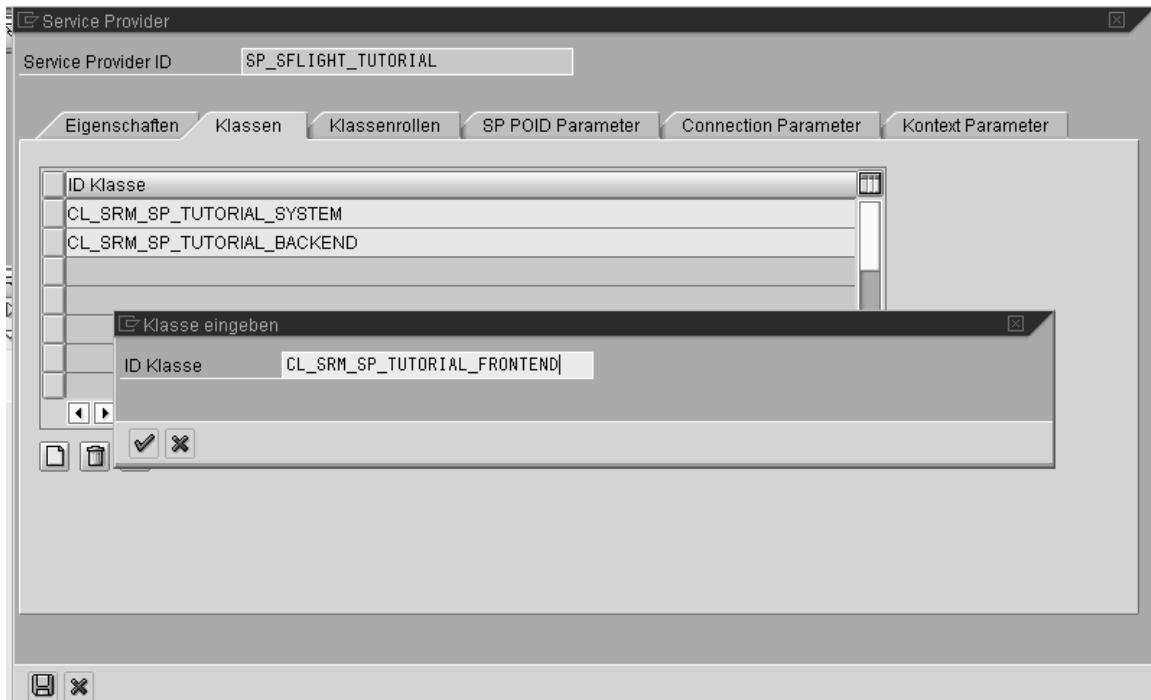 Service Provider
Service Provider ID SP_SFLIGHT_TUTORIAL
Eigenschaften Klassen Klassenrollen SP POID Parameter Connection Parameter Kontext Parameter
ID Klasse
CL_SRM_SP_TUTORIAL_SYSTEM
CL_SRM_SP_TUTORIAL_BACKEND
Klasse eingeben
ID Klasse CL_SRM_SP_TUTORIAL_FRONTEND